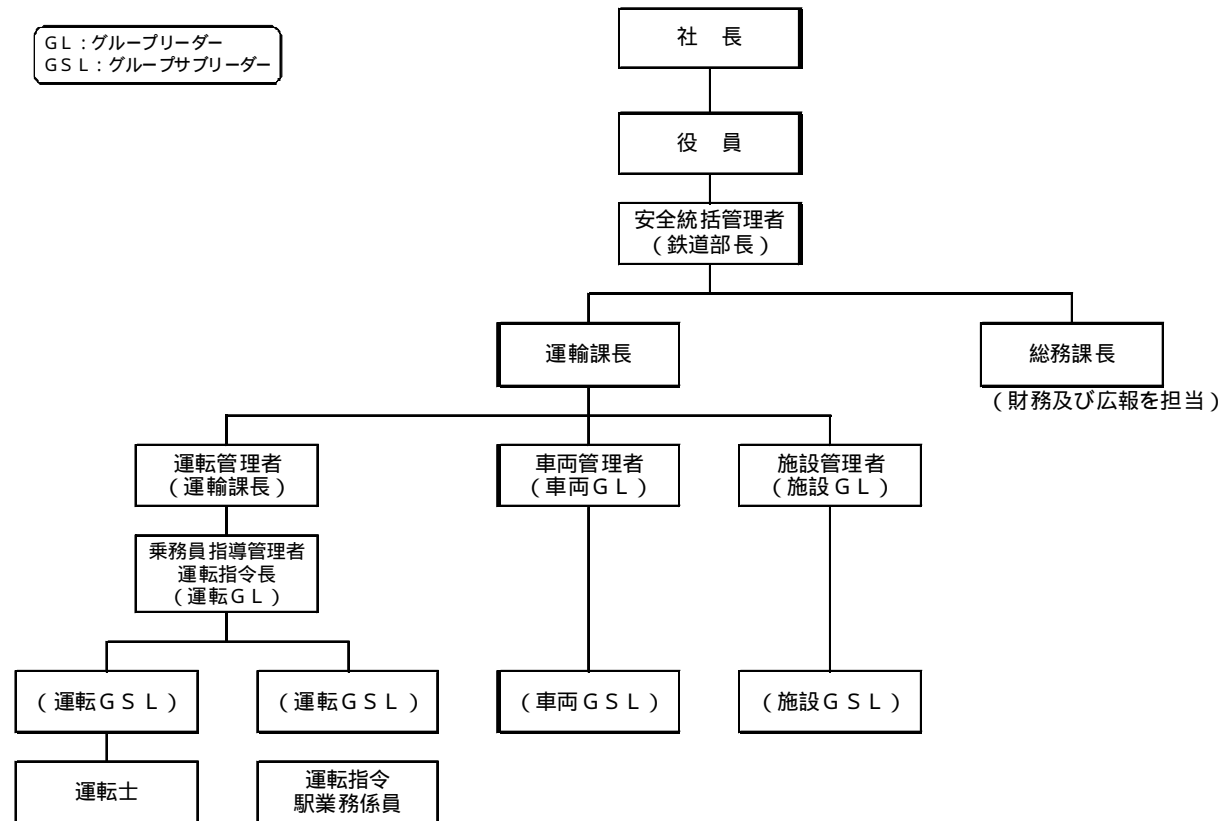 GL:グループリーダー
GSL:グループサブリーダー
社 長
役 員
安全統括管理者
(鉄道部長)
運輸課長
総務課長
(財務及び広報を担当)
運転管理者
(運輸課長)
車両管理者
(車両GL)
施設管理者
(施設GL)
乗務員指導管理者
運転指令長
(運転GL)
(運転GSL)
(運転GSL)
(車両GSL)
(施設GSL)
運転士
運転指令
駅業務係員